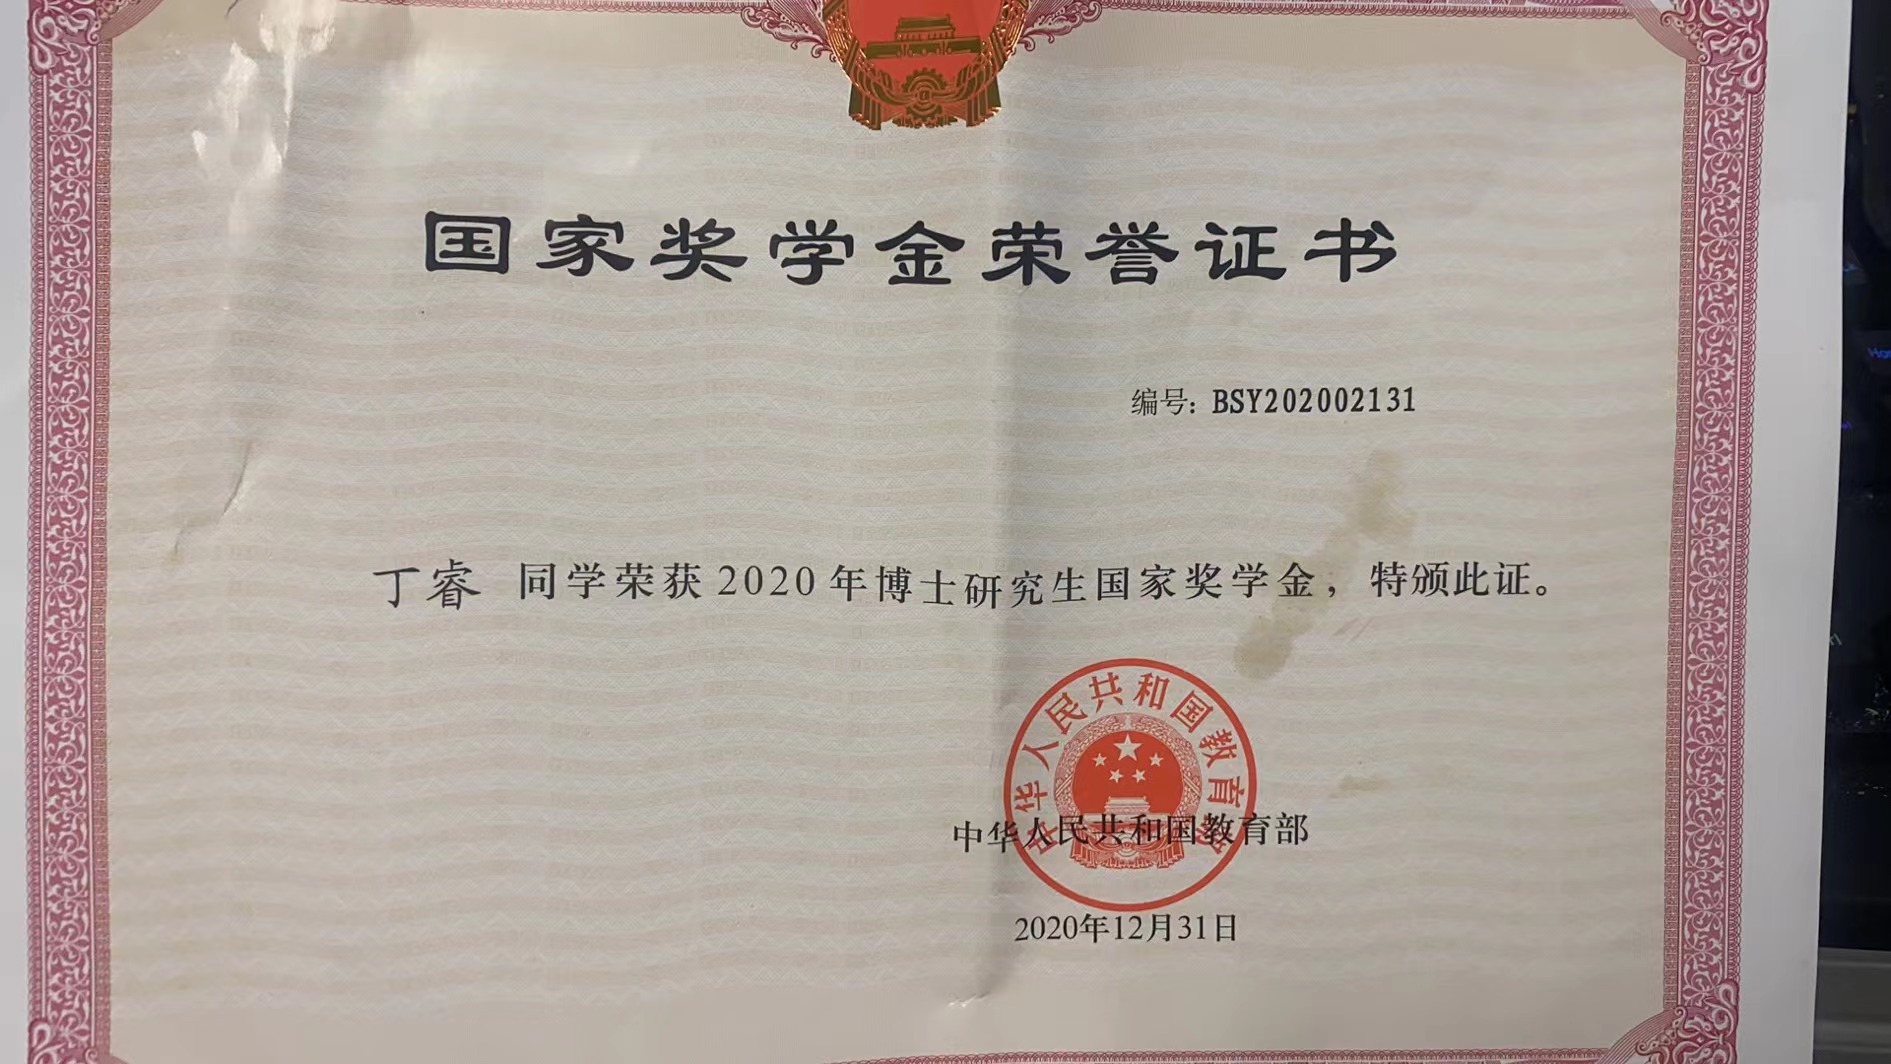 国家奖学金荣誉证书
编号：BSY202002131
丁睿 同学荣获2020年博士研究生国家奖学金，特颁此证。
中华人民共和国教育部
中华人民共和国教育部
2020年12月31日